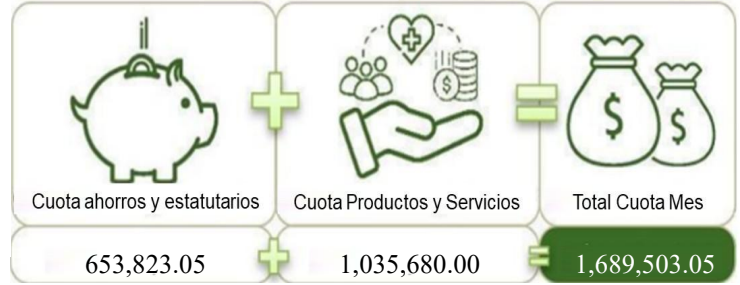 Cuota ahorros y estatutarios
Cuota Productos y Servicios
Total Cuota Mes
653,823.05
1,035,680.00
1,689,503.05